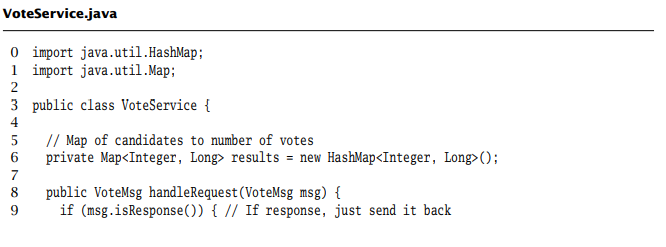 VoteService.java
0 import java.util.HashMap;
1 import java.util.Map;
2
3 public class VoteService {
4
5 // Map of candidates to number of votes
6 private Map<Integer, Long> results = new HashMap<Integer, Long>();
7
8 public VoteMsg handleRequest(VoteMsg msg) {
9 if (msg.isResponse()) { // If response, just send it back